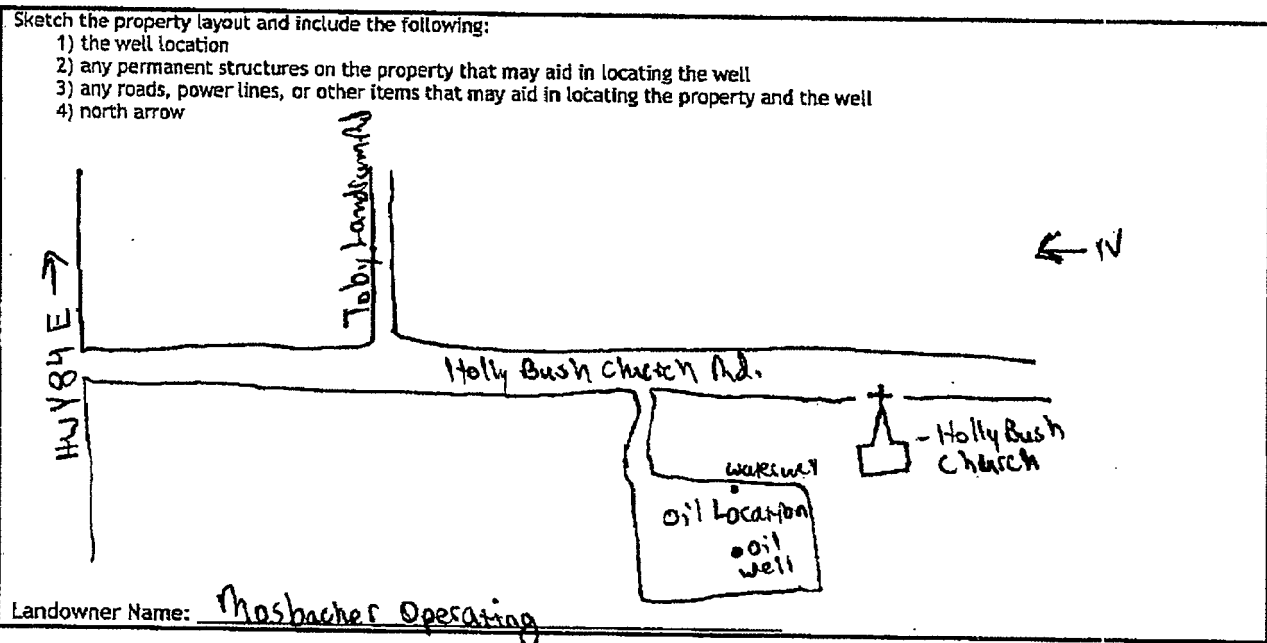 Sketch the property layout and include the following:
1) the well location
2) any permanent structures on the property that may aid in locating the well
3) any roads, power lines, or other items that may aid in locating the property and the well
4) north arrow
Toby Landrum Rd
N
HWY 84 E
Holly Bush Church Rd.
- Holly Bush
Church
Oil Location
oil
well
Landowner Name: Mosbacher Operating